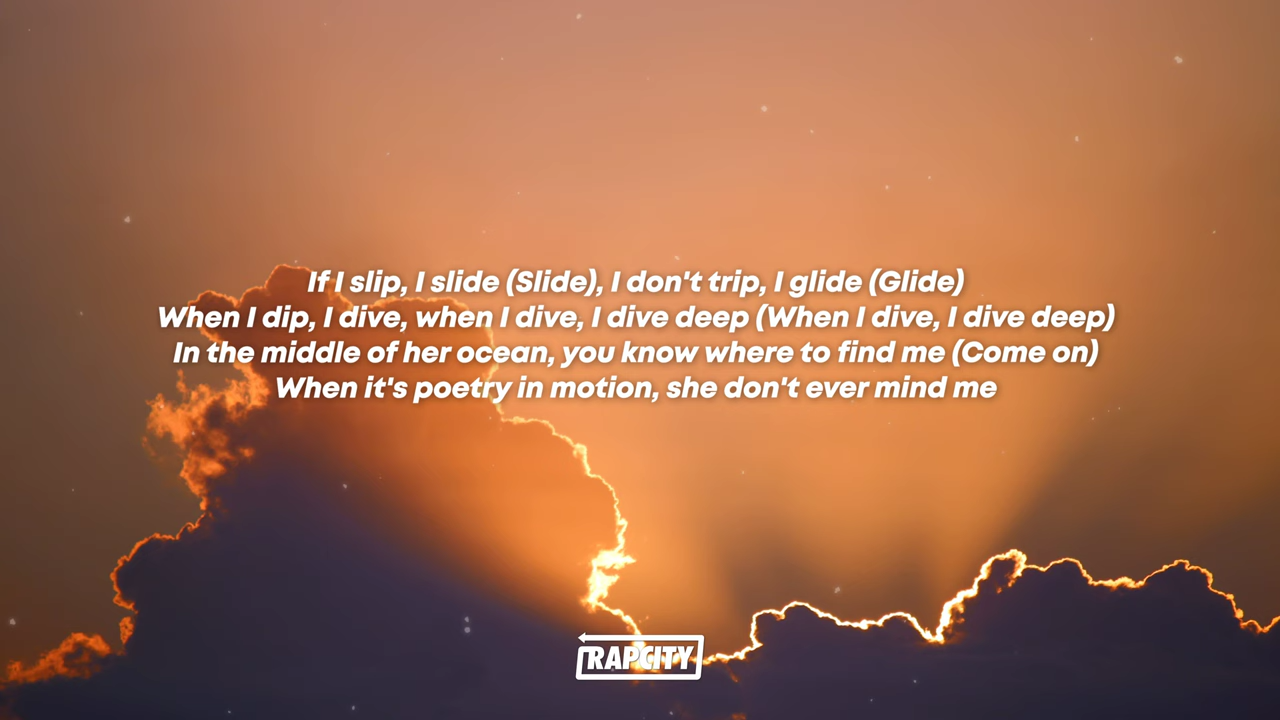 If I slip, I slide (Slide), I don't trip, I glide (Glide)
When I dip, I dive, when I dive, I dive deep (When I dive, I dive deep)
In the middle of her ocean, you know where to find me (Come on)
When it's poetry in motion, she don't ever mind me
RAPCITY